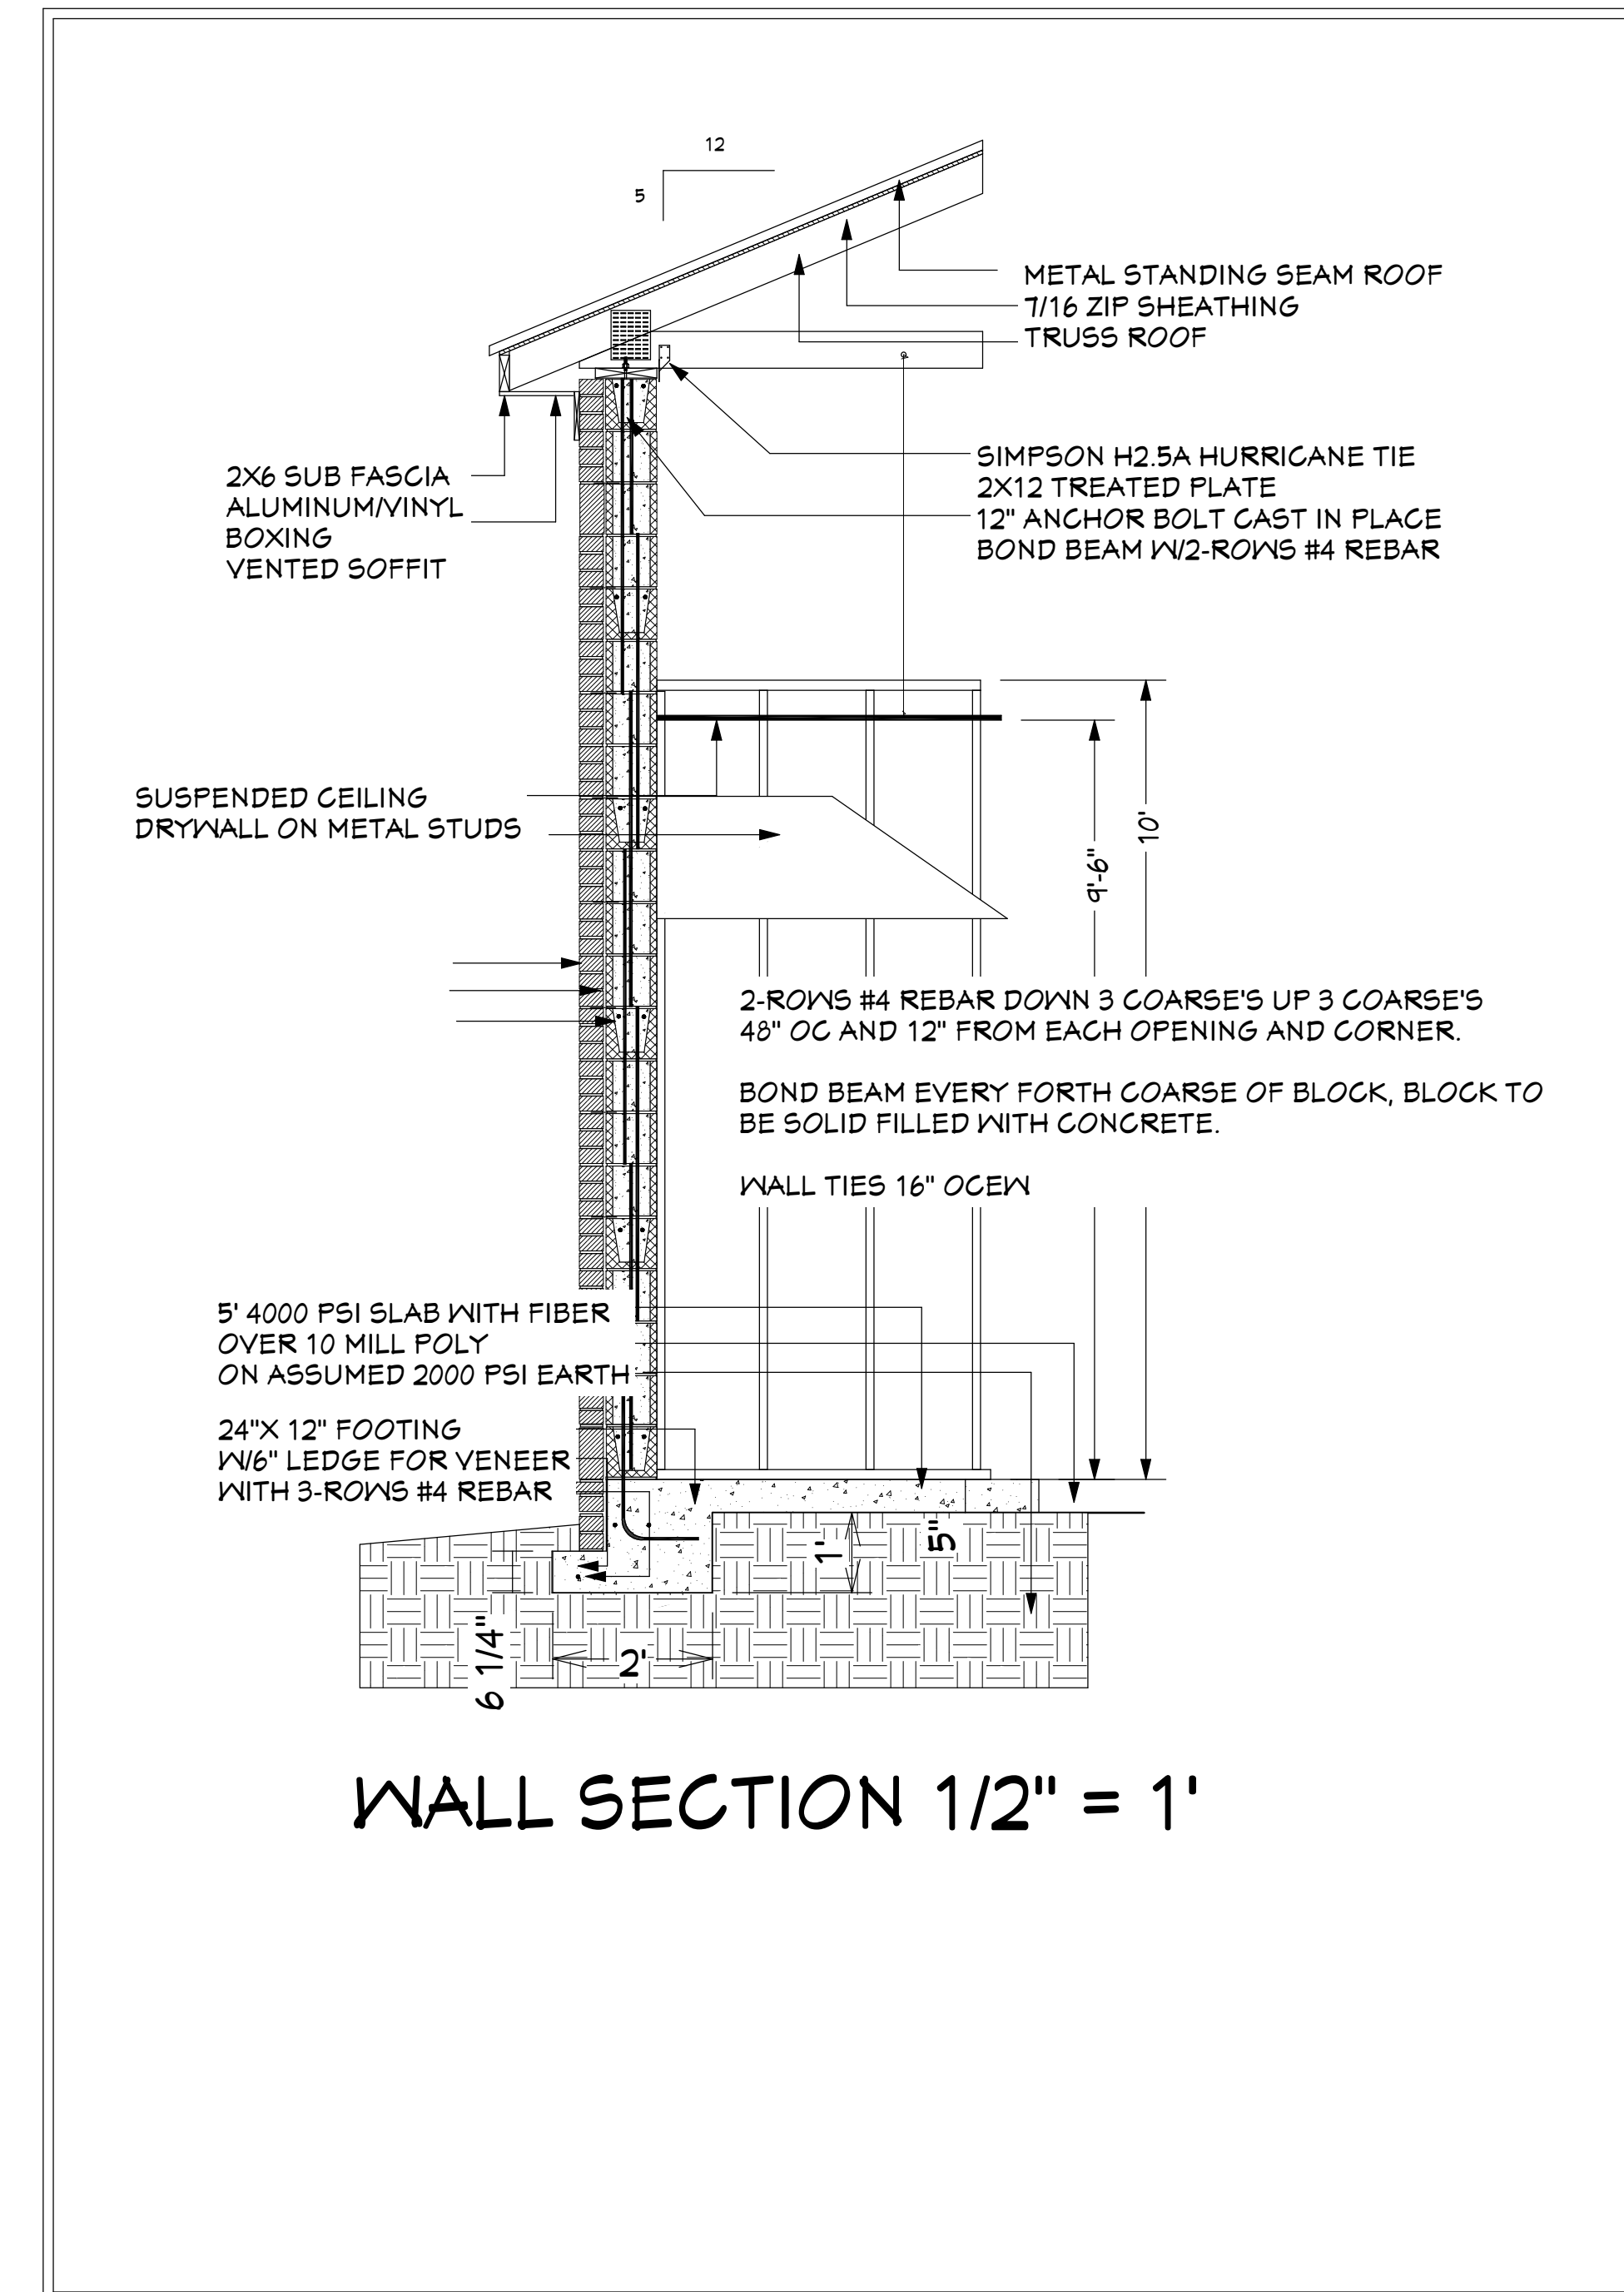 12
5
METAL STANDING SEAM ROOF
7/16 ZIP SHEATHING
TRUSS ROOF
SIMPSON H2.5A HURRICANE TIE
2X12 TREATED PLATE
12" ANCHOR BOLT CAST IN PLACE
BOND BEAM W/2-ROWS #4 REBAR
2X6 SUB FASCIA
ALUMINUM/VINYL
BOXING
VENTED SOFFIT
SUSPENDED CEILING
DRYWALL ON METAL STUDS
10'
9'-6"
2-ROWS #4 REBAR DOWN 3 COARSE'S UP 3 COARSE'S
48" OC AND 12" FROM EACH OPENING AND CORNER.
BOND BEAM EVERY FORTH COARSE OF BLOCK, BLOCK TO
BE SOLID FILLED WITH CONCRETE.
WALL TIES 16" OCEW
5' 4000 PSI SLAB WITH FIBER
OVER 10 MILL POLY
ON ASSUMED 2000 PSI EARTH
24"X 12" FOOTING
W/6" LEDGE FOR VENEER
WITH 3-ROWS #4 REBAR
1'
5"
6 1/4"
2'
WALL SECTION 1/2" = 1'